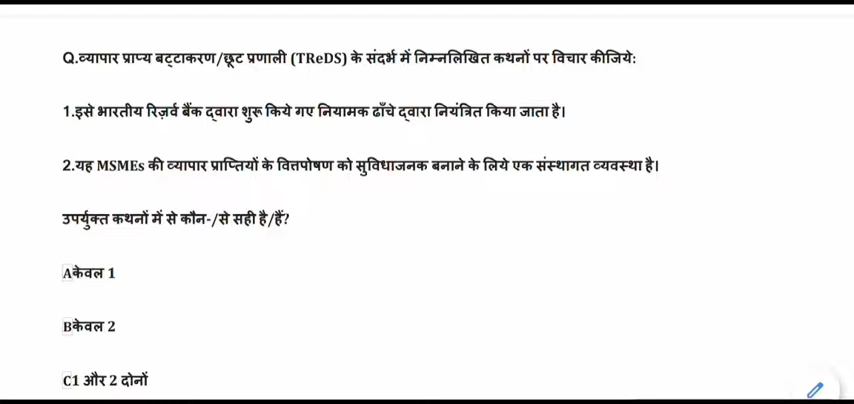 Q.व्यापार प्राप्य बट्टाकरण/छूट प्रणाली (TReDS) के संदर्भ में निम्नलिखित कथनों पर विचार कीजिये:
1.इसे भारतीय रिज़र्व बैंक द्वारा शुरू किये गए नियामक ढाँचे द्वारा नियंत्रित किया जाता है।
2.यह MSMEs की व्यापार प्राप्तियों के वित्तपोषण को सुविधाजनक बनाने के लिये एक संस्थागत व्यवस्था है।
उपर्युक्त कथनों में से कौन-/से सही है/हैं?
Aकेवल 1
Bकेवल 2
C1 और 2 दोनों